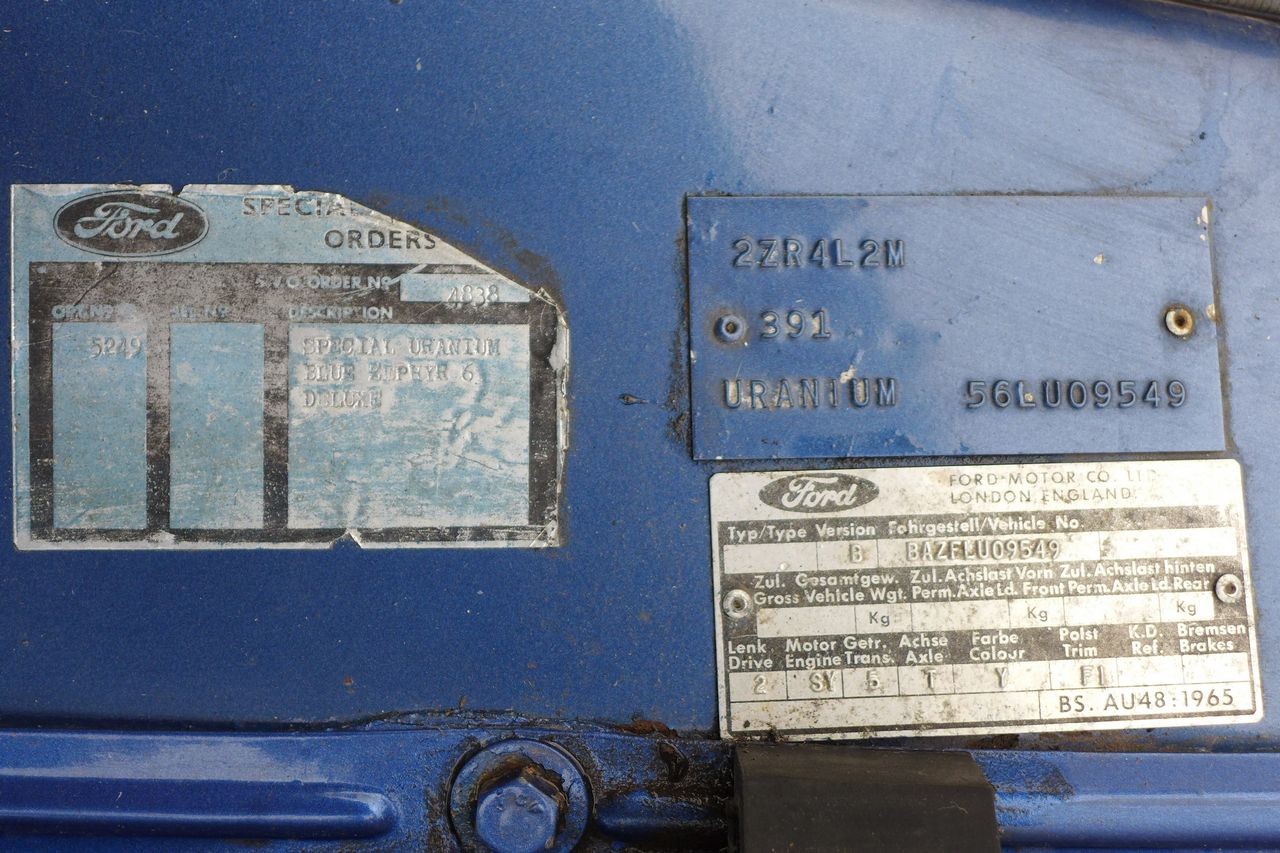 Ford
SPECIAL
ORDERS
ORDER Nº
4838
DESCRIPTION
5249
SPECIAL URANIUM
BLUE ZEPHYR 6
DELUXE
2ZR4L2M
391
URANIUM 56LU09549
Ford
FORD MOTOR CO. LTD
LONDON ENGLAND
Typ/Type Version Fahrgestell/Vehicle No.
B BAZFLU09549
Zul. Gesamtgew. Zul. Achslast Vorn Zul. Achslast hinten
Gross Vehicle Wgt. Perm. Axle Ld. Front Perm. Axle Ld. Rear
Kg Kg Kg
Lenk Motor Getr. Achse Farbe Polst K.D. Bremsen
Drive Engine Trans. Axle Colour Trim Ref. Brakes
2 SY 5 T Y F1
BS. AU48:1965